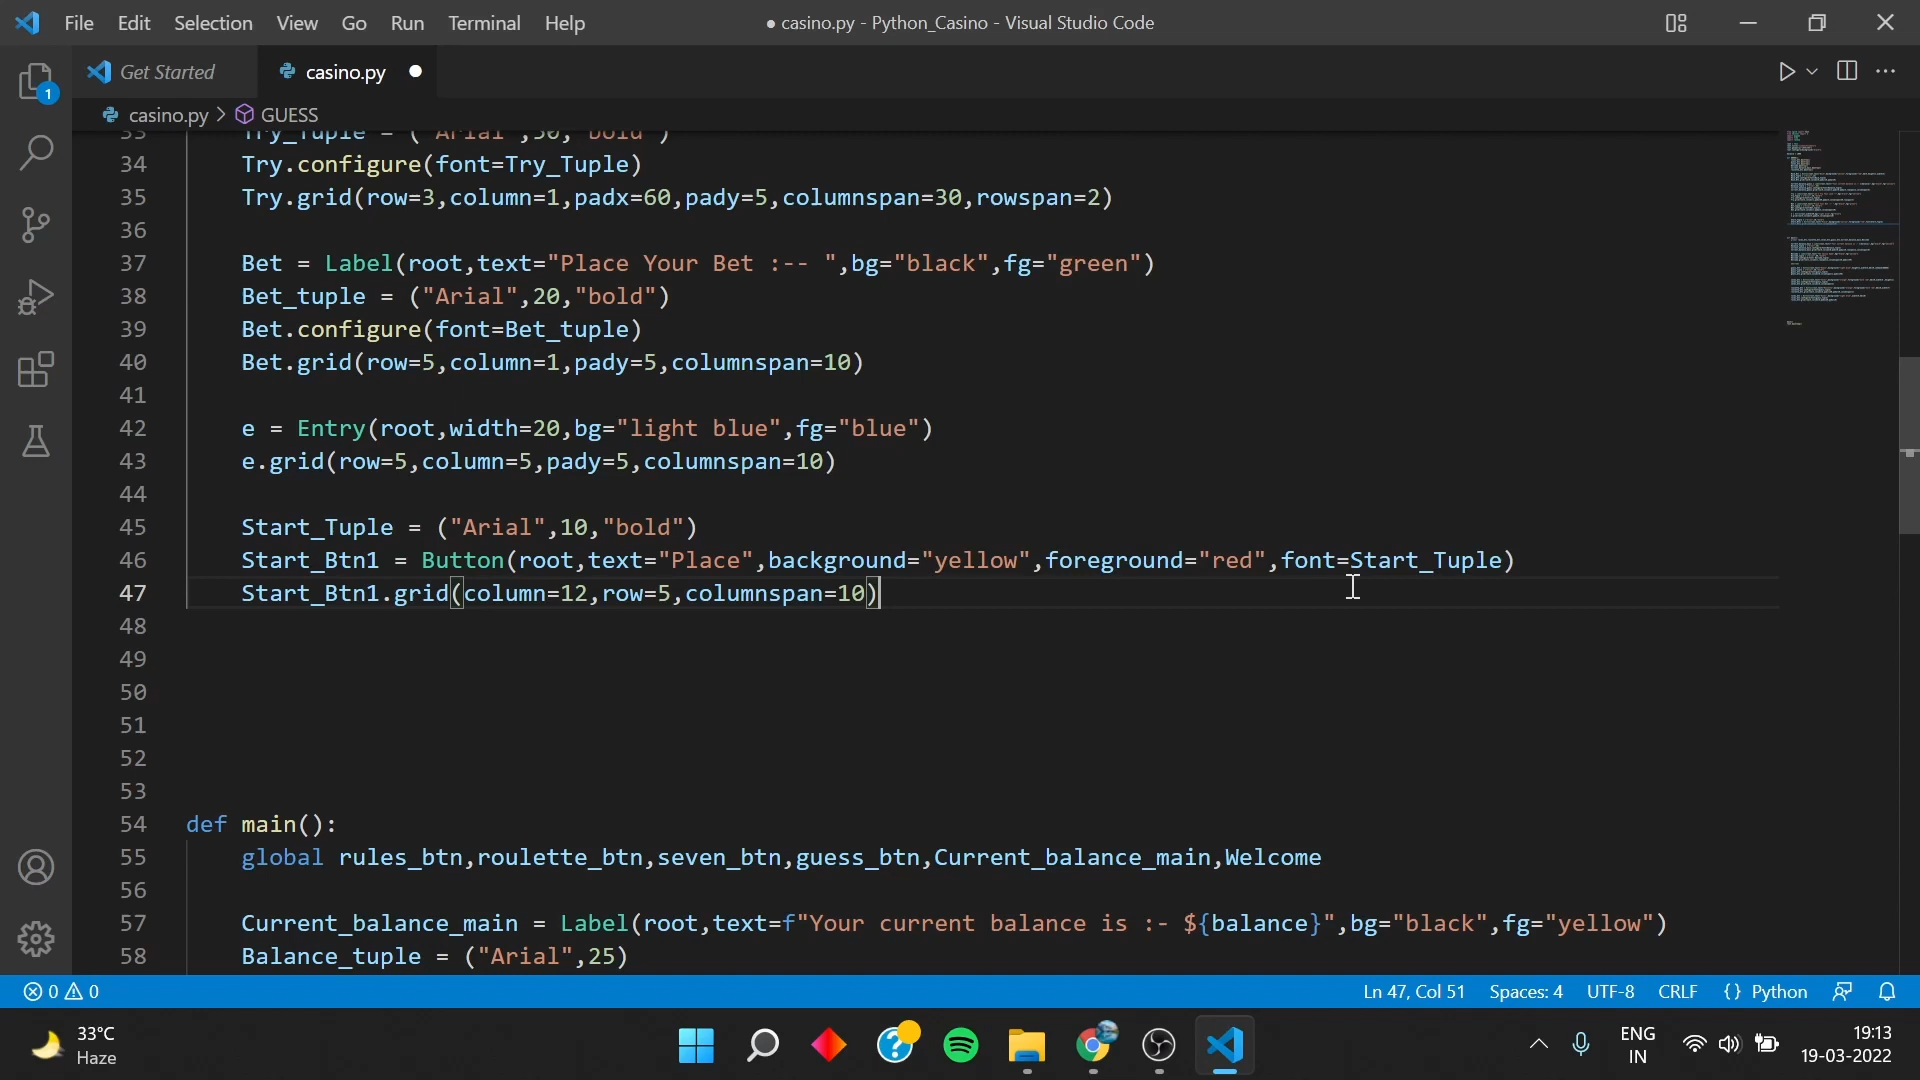 File Edit Selection View Go Run Terminal Help
● casino.py - Python_Casino - Visual Studio Code
Get Started
casino.py
1
casino.py > GUESS
33 Try_Tuple = ("Arial",50,"bold")
34 Try.configure(font=Try_Tuple)
35 Try.grid(row=3,column=1,padx=60,pady=5,columnspan=30,rowspan=2)
36
37 Bet = Label(root,text="Place Your Bet :-- ",bg="black",fg="green")
38 Bet_tuple = ("Arial",20,"bold")
39 Bet.configure(font=Bet_tuple)
40 Bet.grid(row=5,column=1,pady=5,columnspan=10)
41
42 e = Entry(root,width=20,bg="light blue",fg="blue")
43 e.grid(row=5,column=5,pady=5,columnspan=10)
44
45 Start_Tuple = ("Arial",10,"bold")
46 Start_Btn1 = Button(root,text="Place",background="yellow",foreground="red",font=Start_Tuple)
47 Start_Btn1.grid(column=12,row=5,columnspan=10)
48
49
50
51
52
53
54 def main():
55 global rules_btn,roulette_btn,seven_btn,guess_btn,Current_balance_main,Welcome
56
57 Current_balance_main = Label(root,text=f"Your current balance is :- ${balance}",bg="black",fg="yellow")
58 Balance_tuple = ("Arial",25)
0 0
Ln 47, Col 51 Spaces: 4 UTF-8 CRLF {} Python
33°C
Haze
ENG
IN
19:13
19-03-2022